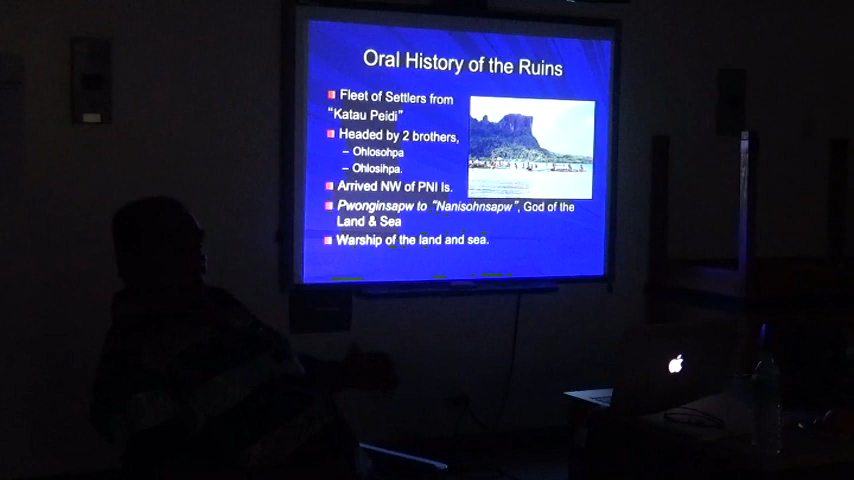 Oral History of the Ruins
Fleet of Settlers from
“Katau Peidi”
Headed by 2 brothers,
– Ohlosohpa
– Ohlosihpa.
Arrived NW of PNI Is.
Pwonginsapw to “Nanisohnsapw”, God of the
Land & Sea
Warship of the land and sea.